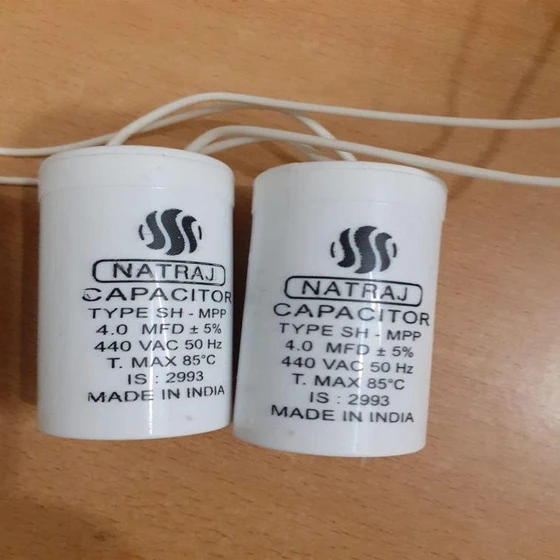 NATRAJ
CAPACITOR
TYPE SH - MPP
4.0 MFD ± 5%
440 VAC 50 Hz
T. MAX 85°C
IS : 2993
MADE IN INDIA
NATRAJ
CAPACITOR
TYPE SH - MPP
4.0 MFD ± 5%
440 VAC 50 Hz
T. MAX 85°C
IS : 2993
MADE IN INDIA